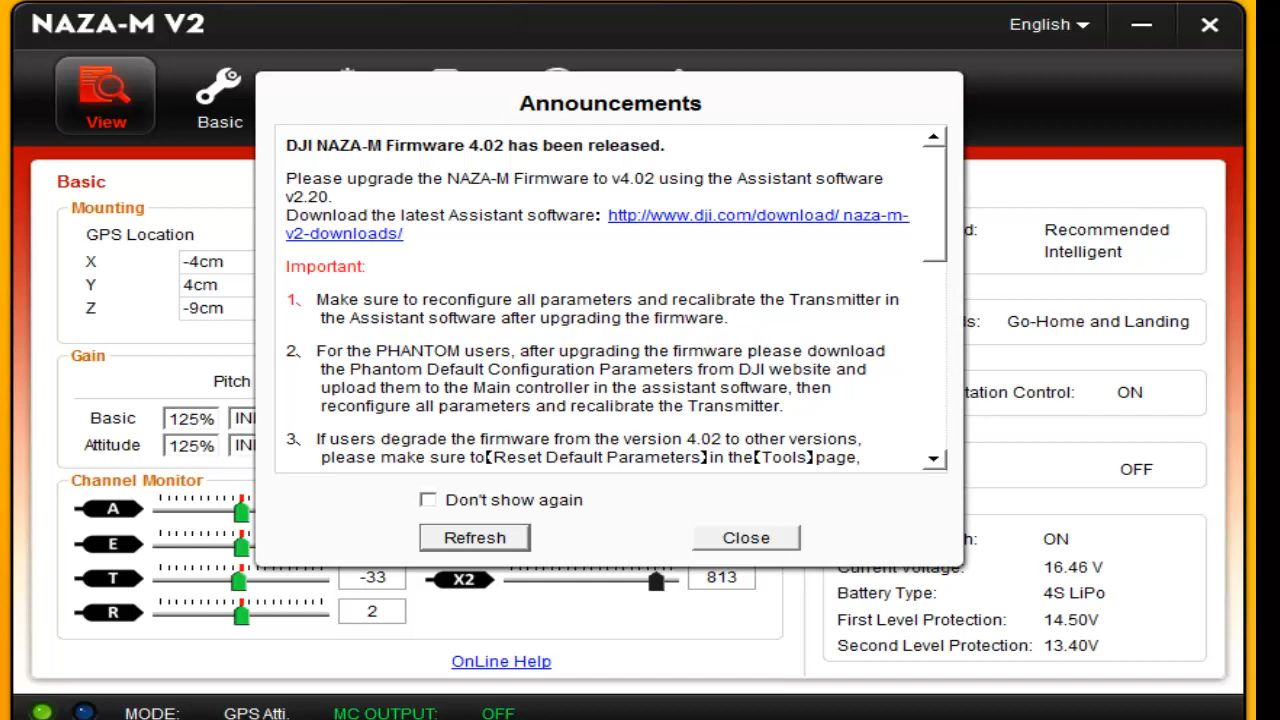 NAZA-M V2
English
View
Basic
Announcements
DJI NAZA-M Firmware 4.02 has been released.
Please upgrade the NAZA-M Firmware to v4.02 using the Assistant software
v2.20.
Download the latest Assistant software: http://www.dji.com/download/ naza-m-
v2-downloads/
Important:
1、 Make sure to reconfigure all parameters and recalibrate the Transmitter in
the Assistant software after upgrading the firmware.
2、 For the PHANTOM users, after upgrading the firmware please download
the Phantom Default Configuration Parameters from DJI website and
upload them to the Main controller in the assistant software, then
reconfigure all parameters and recalibrate the Transmitter.
3、 If users degrade the firmware from the version 4.02 to other versions,
please make sure to【Reset Default Parameters】in the【Tools】page,
Don't show again
Refresh Close
Basic
Mounting
GPS Location
X -4cm
Y 4cm
Z -9cm
Gain
Pitch
Basic 125% INI
Attitude 125% INI
Channel Monitor
A
E
T -33 X2 813
R 2
d: Recommended
Intelligent
ls: Go-Home and Landing
tation Control: ON
OFF
h: ON
Current Voltage: 16.46 V
Battery Type: 4S LiPo
First Level Protection: 14.50V
Second Level Protection: 13.40V
OnLine Help
MODE: GPS Atti. MC OUTPUT: OFF